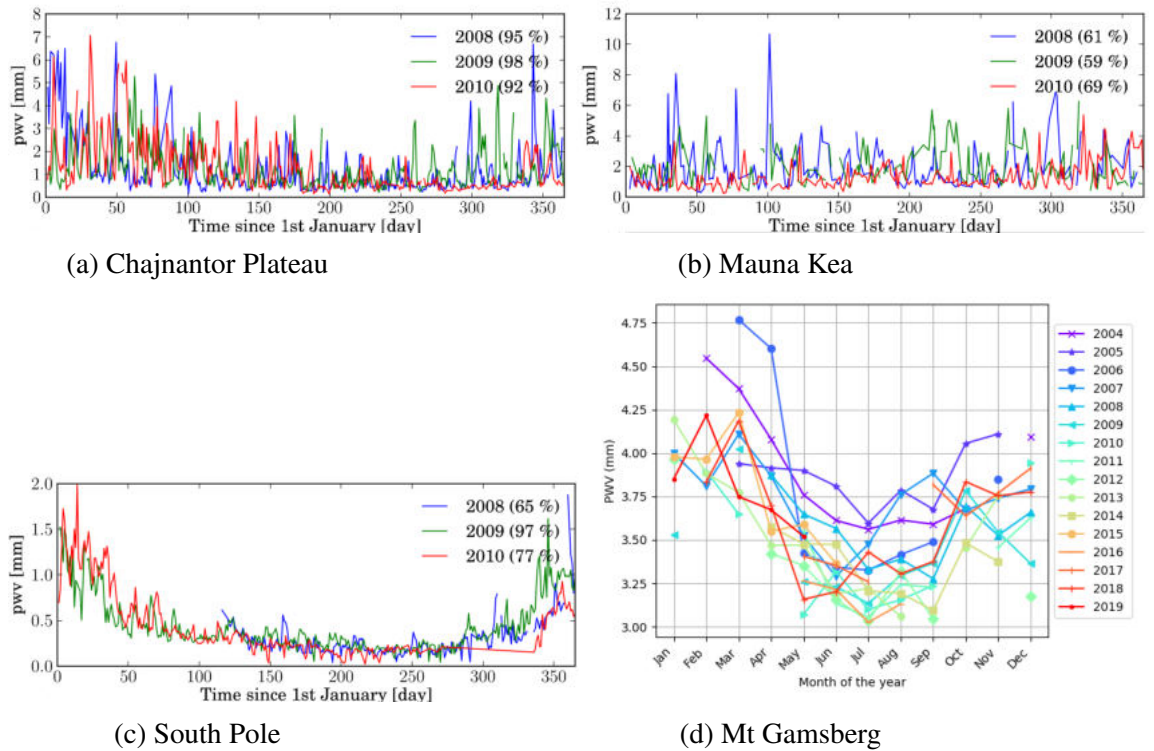 8
7
6
5
4
3
2
1
0
pwv [mm]
2008 (95 %)
2009 (98 %)
2010 (92 %)
0 50 100 150 200 250 300 350
Time since 1st January [day]
(a) Chajnantor Plateau
12
10
8
6
4
2
0
pwv [mm]
2008 (61 %)
2009 (59 %)
2010 (69 %)
0 50 100 150 200 250 300 350
Time since 1st January [day]
(b) Mauna Kea
2.0
1.5
1.0
0.5
0.0
pwv [mm]
2008 (65 %)
2009 (97 %)
2010 (77 %)
0 50 100 150 200 250 300 350
Time since 1st January [day]
(c) South Pole
4.75
4.50
4.25
4.00
3.75
3.50
3.25
3.00
PWV (mm)
2004
2005
2006
2007
2008
2009
2010
2011
2012
2013
2014
2015
2016
2017
2018
2019
Jan Feb Mar Apr May Jun Jul Aug Sep Oct Nov Dec
Month of the year
(d) Mt Gamsberg